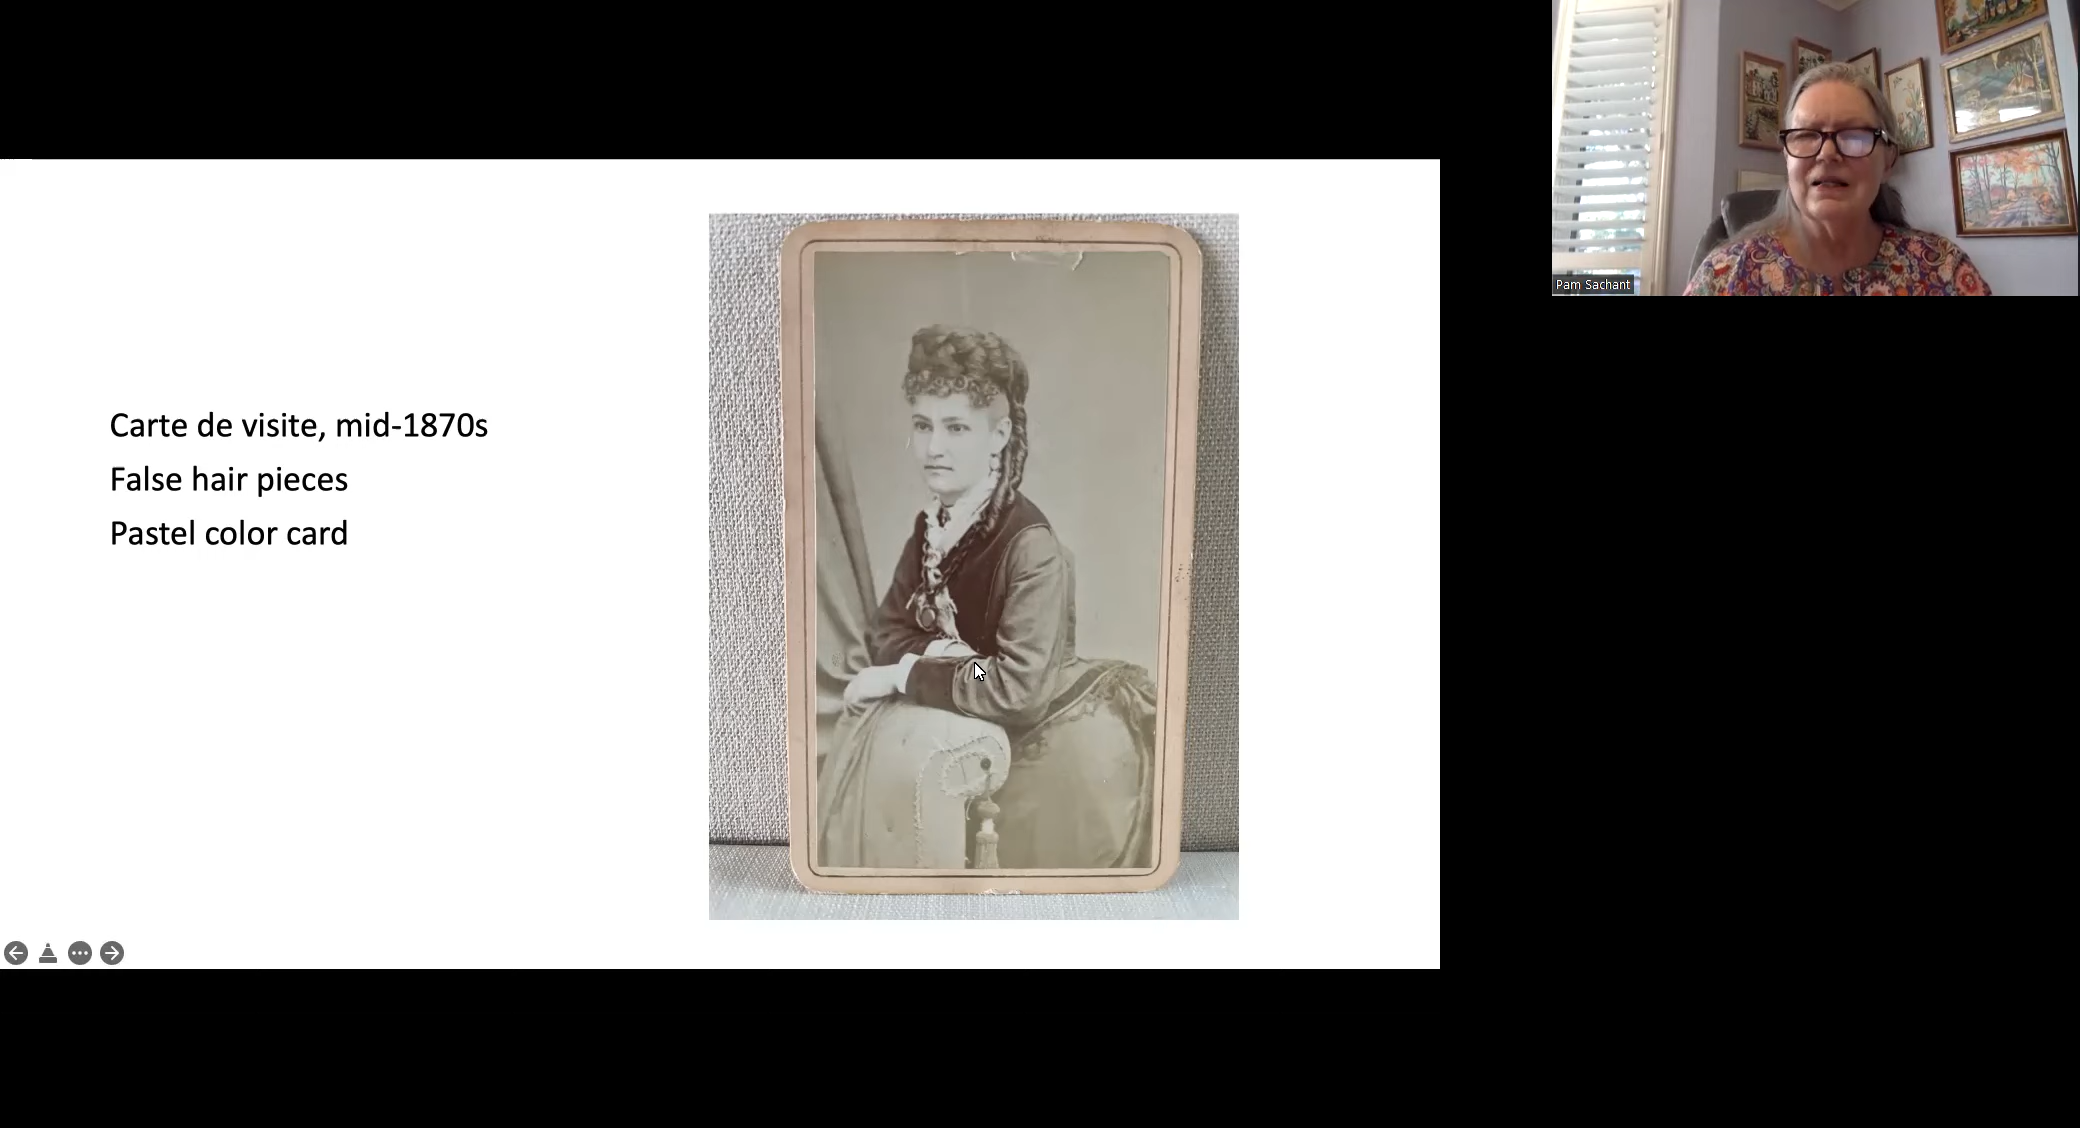 Carte de visite, mid-1870s
False hair pieces
Pastel color card
Pam Sachant